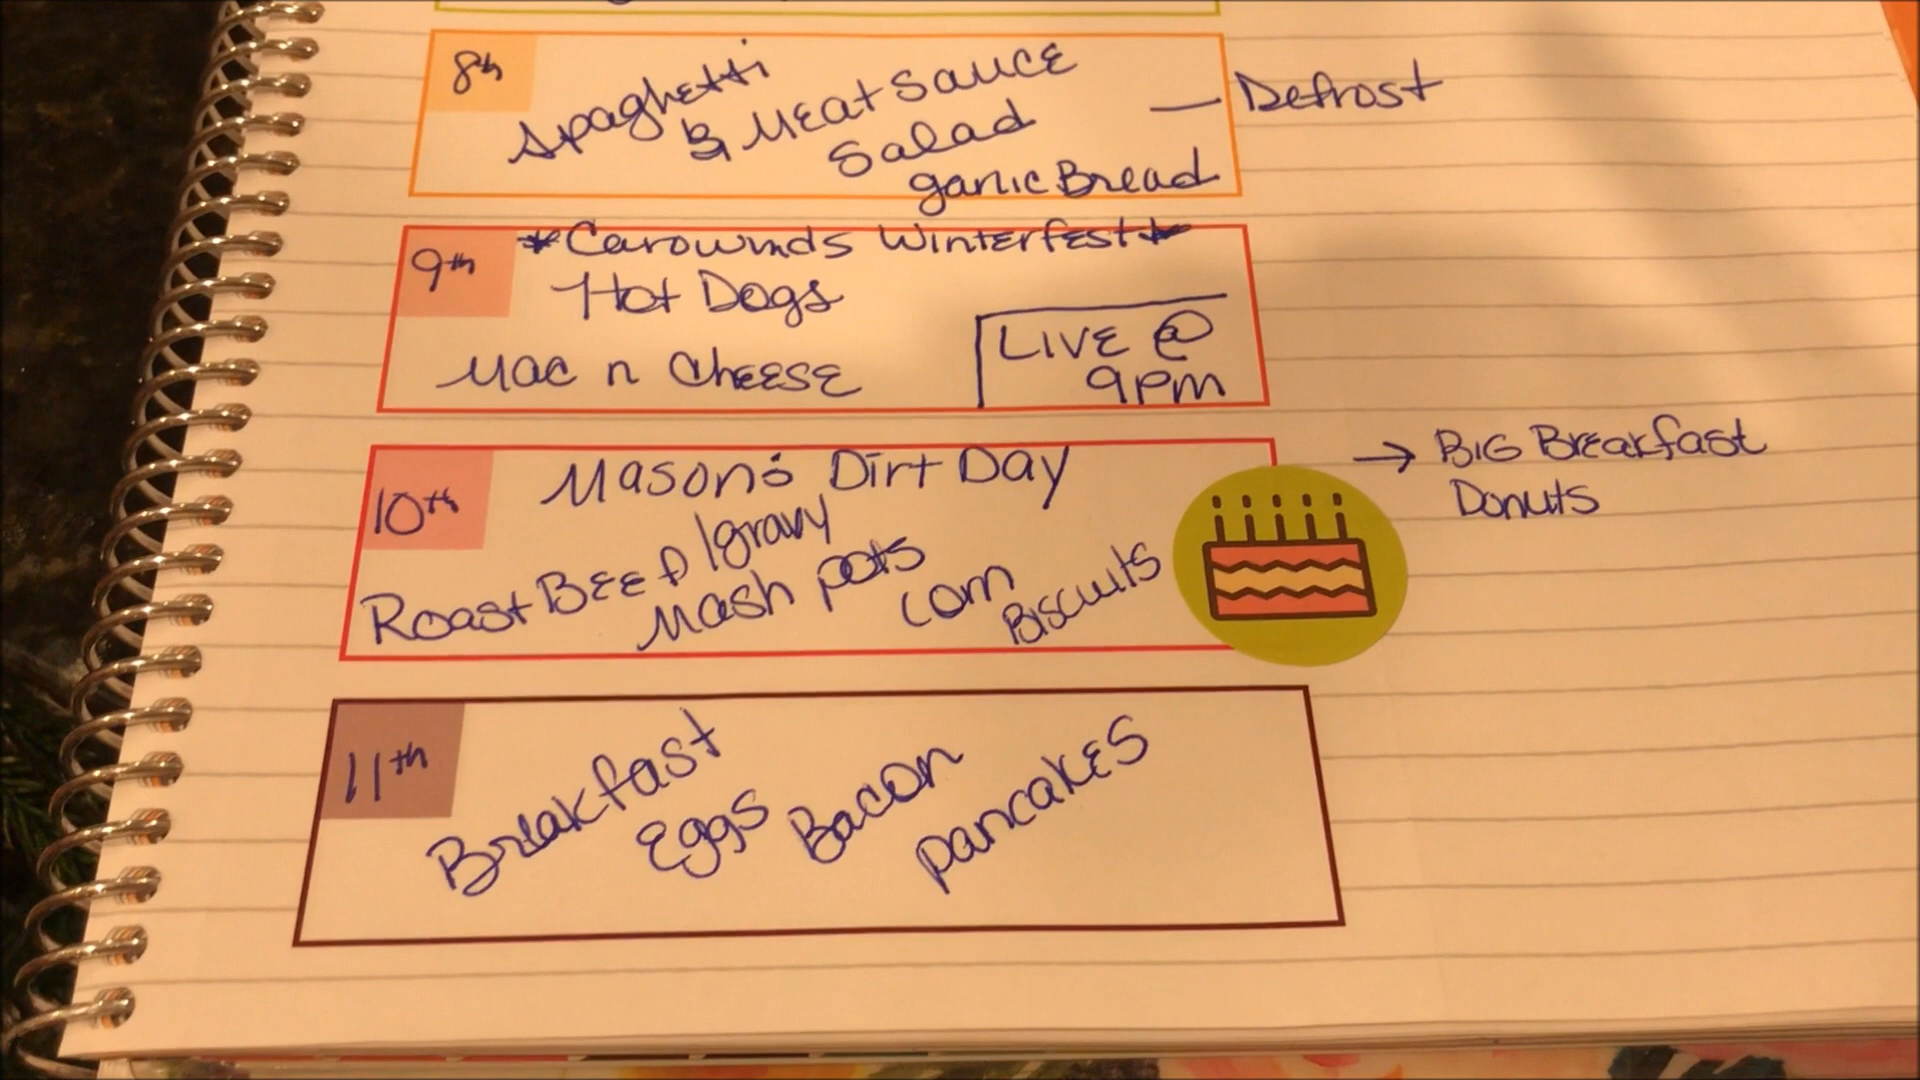 8th
Spaghetti
& Meat Sauce
Salad
garlic Bread
— Defrost
9th
*Carowinds Winterfest*
Hot Dogs
Mac n Cheese
LIVE @
9pm
10th
Mason's Dirt Day
Roast Beef/gravy
Mash pots
Corn
Biscuits
→ BIG Breakfast
Donuts
11th
Breakfast
Eggs
Bacon
pancakes